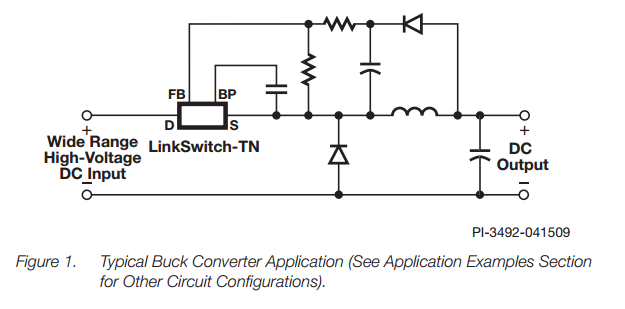 FB BP
D S
+ +
Wide Range
High-Voltage
DC Input
LinkSwitch-TN
DC
Output
− −
PI-3492-041509
Figure 1. Typical Buck Converter Application (See Application Examples Section
for Other Circuit Configurations).